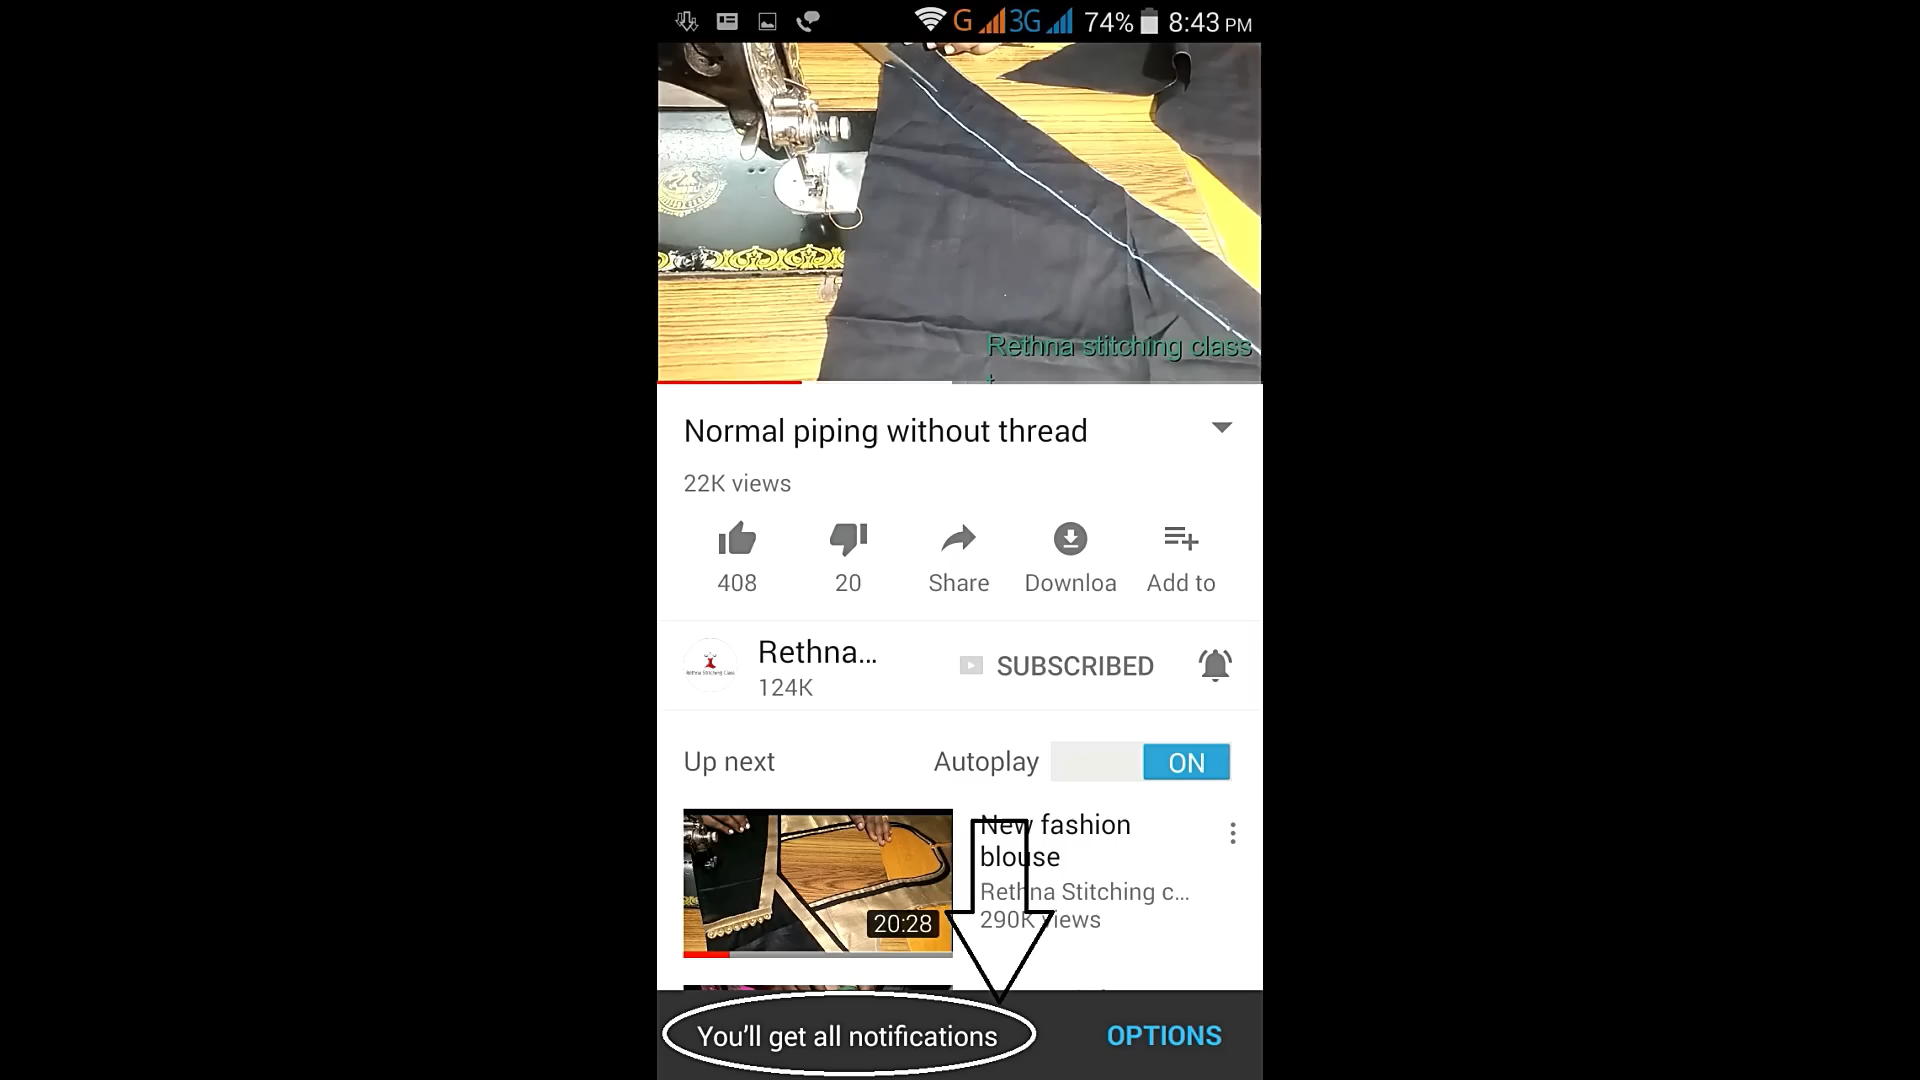 G 3G 74% 8:43 PM
Rethna stitching class
Normal piping without thread
22K views
408 20 Share Downloa Add to
Rethna...
124K
SUBSCRIBED
Up next Autoplay ON
New fashion
blouse
Rethna Stitching c...
290K views
20:28
You'll get all notifications OPTIONS